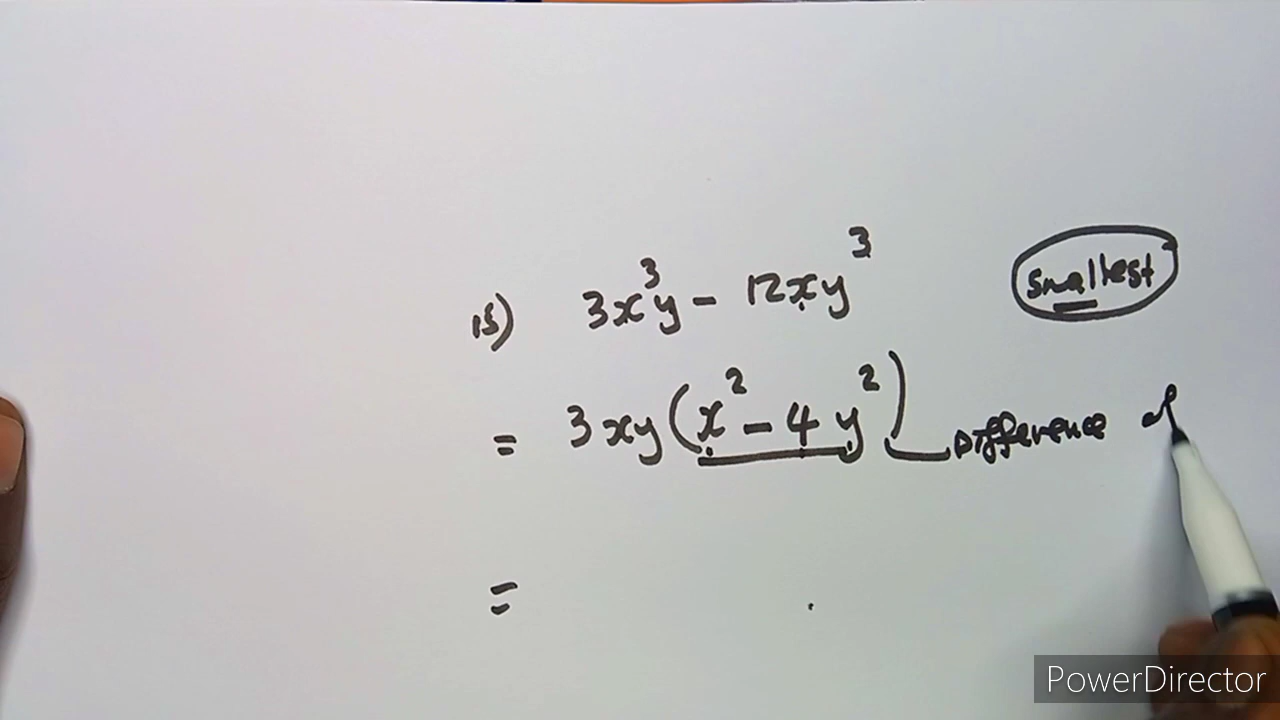 15) 3x³y - 12xy³ smallest
= 3xy(x² - 4y²) Difference of
=
PowerDirector